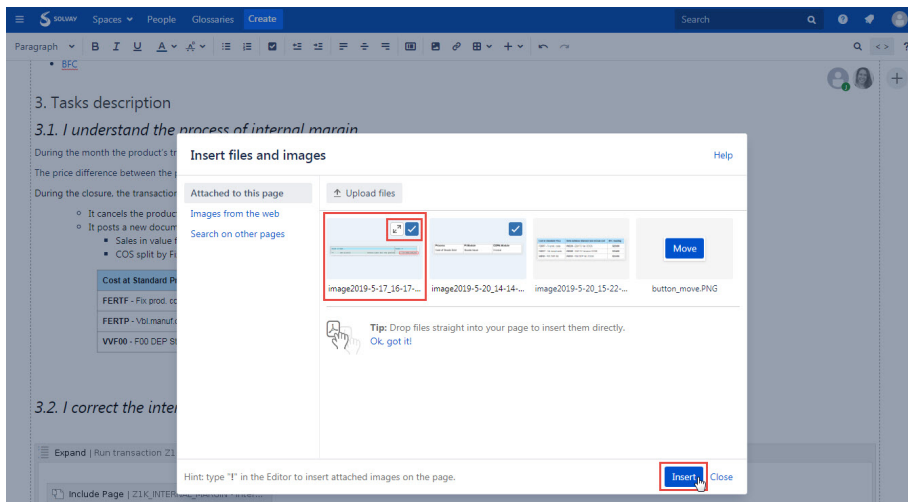 SOLVAY Spaces People Glossaries Create Search
Paragraph B I U A
BFC
3. Tasks description
3.1. I understand the process of internal margin
During the month the product's tr
The price difference between the p
During the closure, the transaction
It cancels the produc
It posts a new docum
Sales in value f
COS split by Fi
Cost at Standard Pr
FERTF - Fix prod. co
FERTP - Vbl.manuf.c
VVF00 - F00 DEP St
3.2. I correct the inter
Expand | Run transaction Z1
Include Page | Z1K_INTERNAL_MARGIN - Inter...
Insert files and images
Help
Attached to this page
Images from the web
Search on other pages
Upload files
Move
image2019-5-17_16-17-...
image2019-5-20_14-14-...
image2019-5-20_15-22-...
button_move.PNG
Tip: Drop files straight into your page to insert them directly.
Ok, got it!
Hint: type "!" in the Editor to insert attached images on the page.
Insert Close